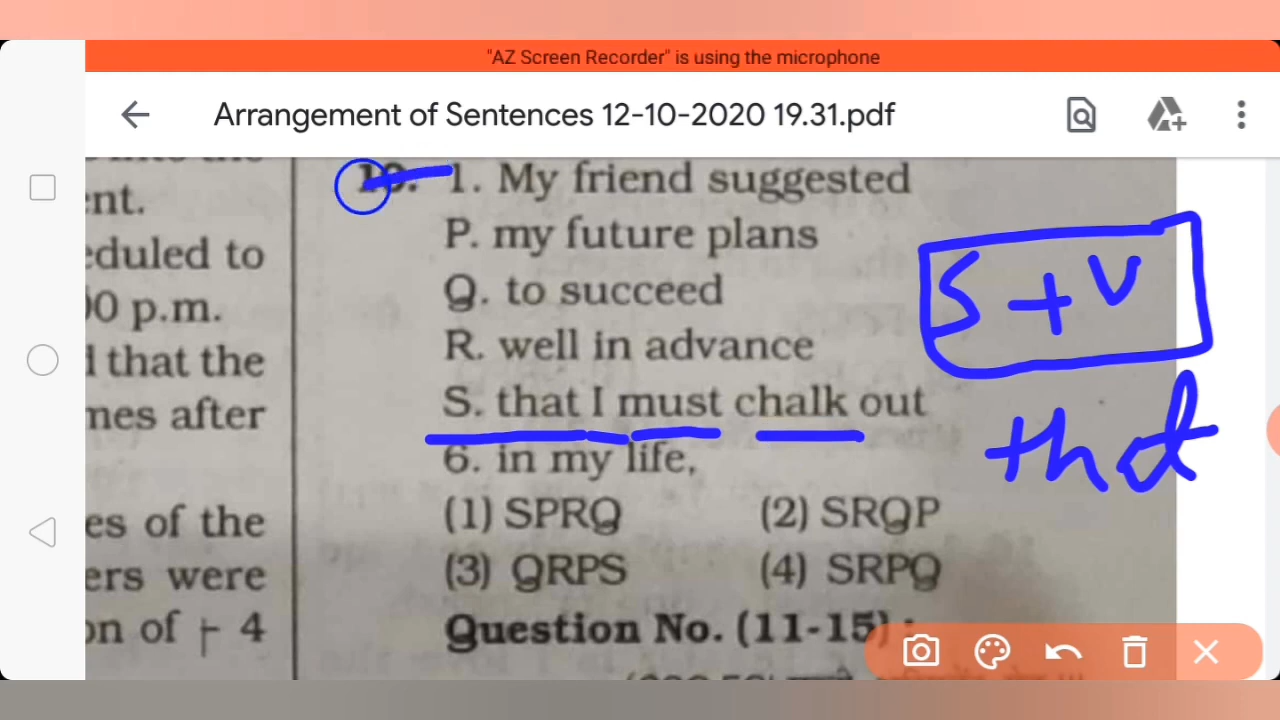 "AZ Screen Recorder" is using the microphone
Arrangement of Sentences 12-10-2020 19.31.pdf
ent.
eduled to
00 p.m.
d that the
mes after
es of the
ers were
on of ⊢ 4
10. 1. My friend suggested
P. my future plans
Q. to succeed
R. well in advance
S. that I must chalk out
6. in my life,
(1) SPRQ (2) SRQP
(3) QRPS (4) SRPQ
Question No. (11-15) :
S + V
that